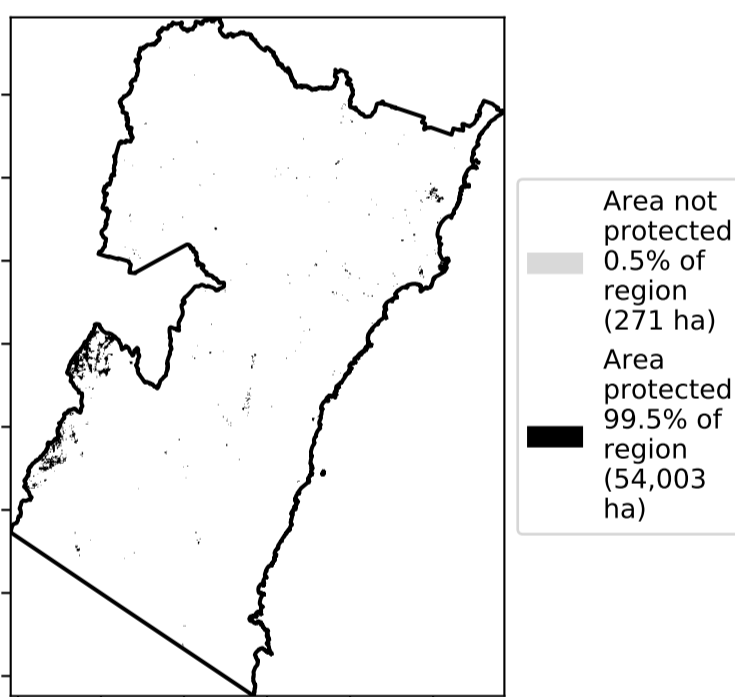 Area not
protected
0.5% of
region
(271 ha)
Area
protected
99.5% of
region
(54,003
ha)